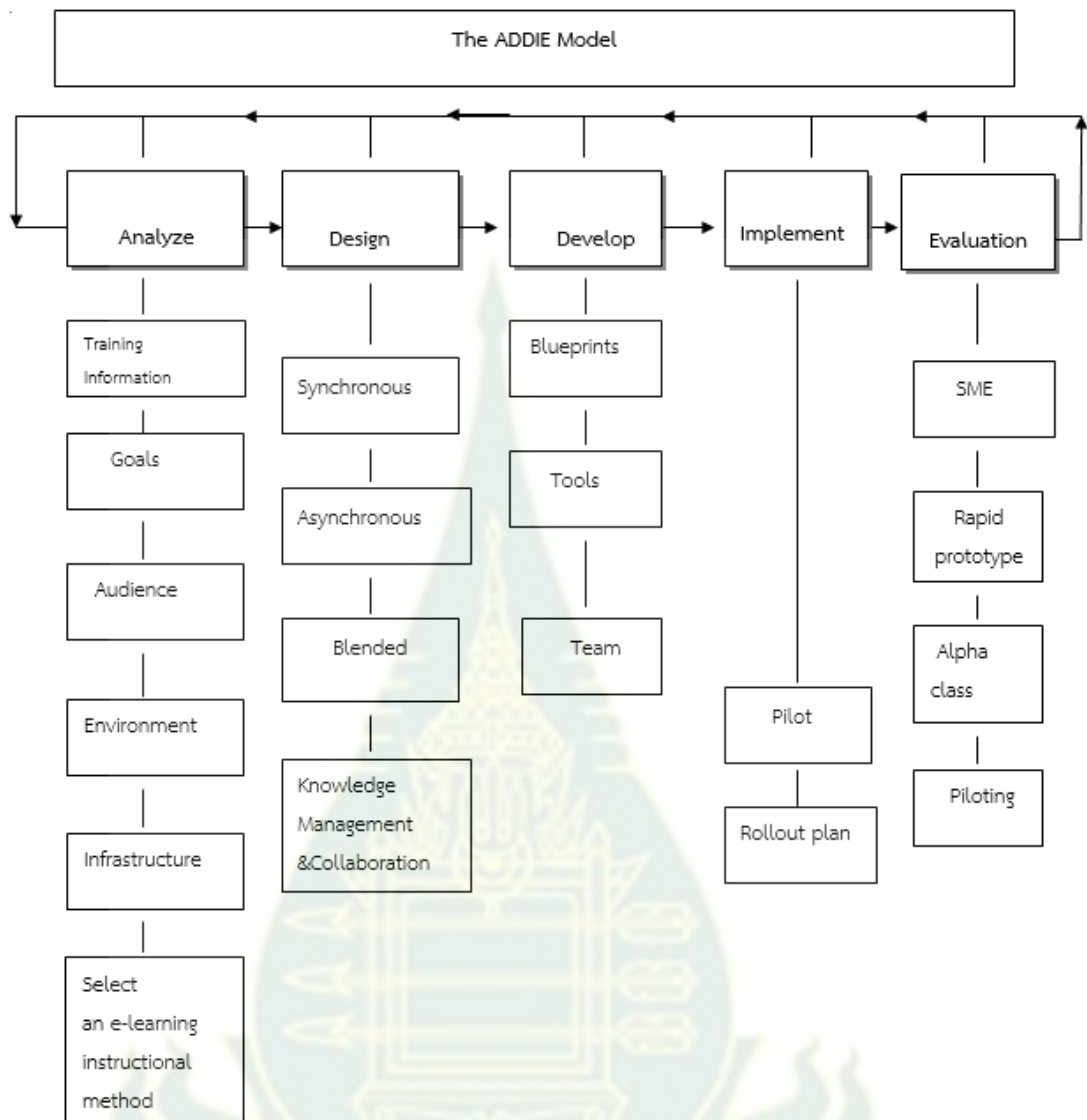 The ADDIE Model
Analyze
Design
Develop
Implement
Evaluation
Training
Information
Goals
Audience
Environment
Infrastructure
Select
an e-learning
instructional
method
Synchronous
Asynchronous
Blended
Knowledge
Management
&Collaboration
Blueprints
Tools
Team
Pilot
Rollout plan
SME
Rapid
prototype
Alpha
class
Piloting